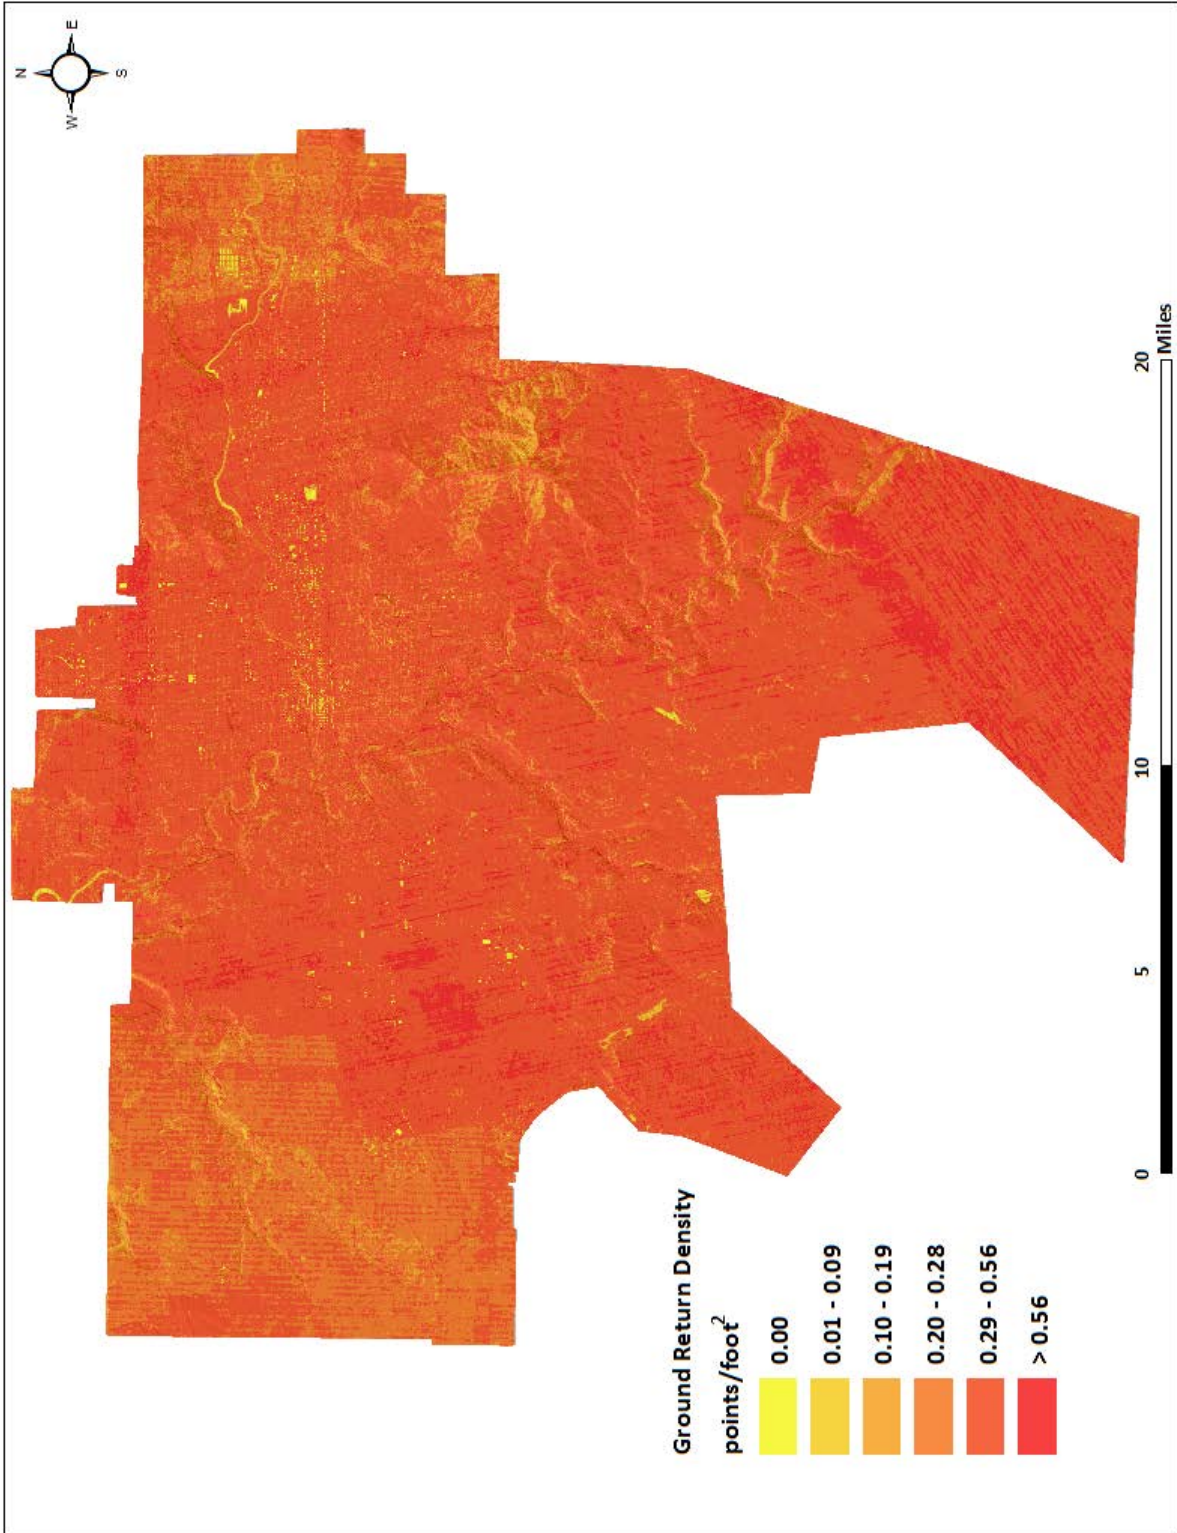 N
W
E
S
Ground Return Density
points/foot²
0.00
0.01 - 0.09
0.10 - 0.19
0.20 - 0.28
0.29 - 0.56
> 0.56
0 5 10 20
Miles